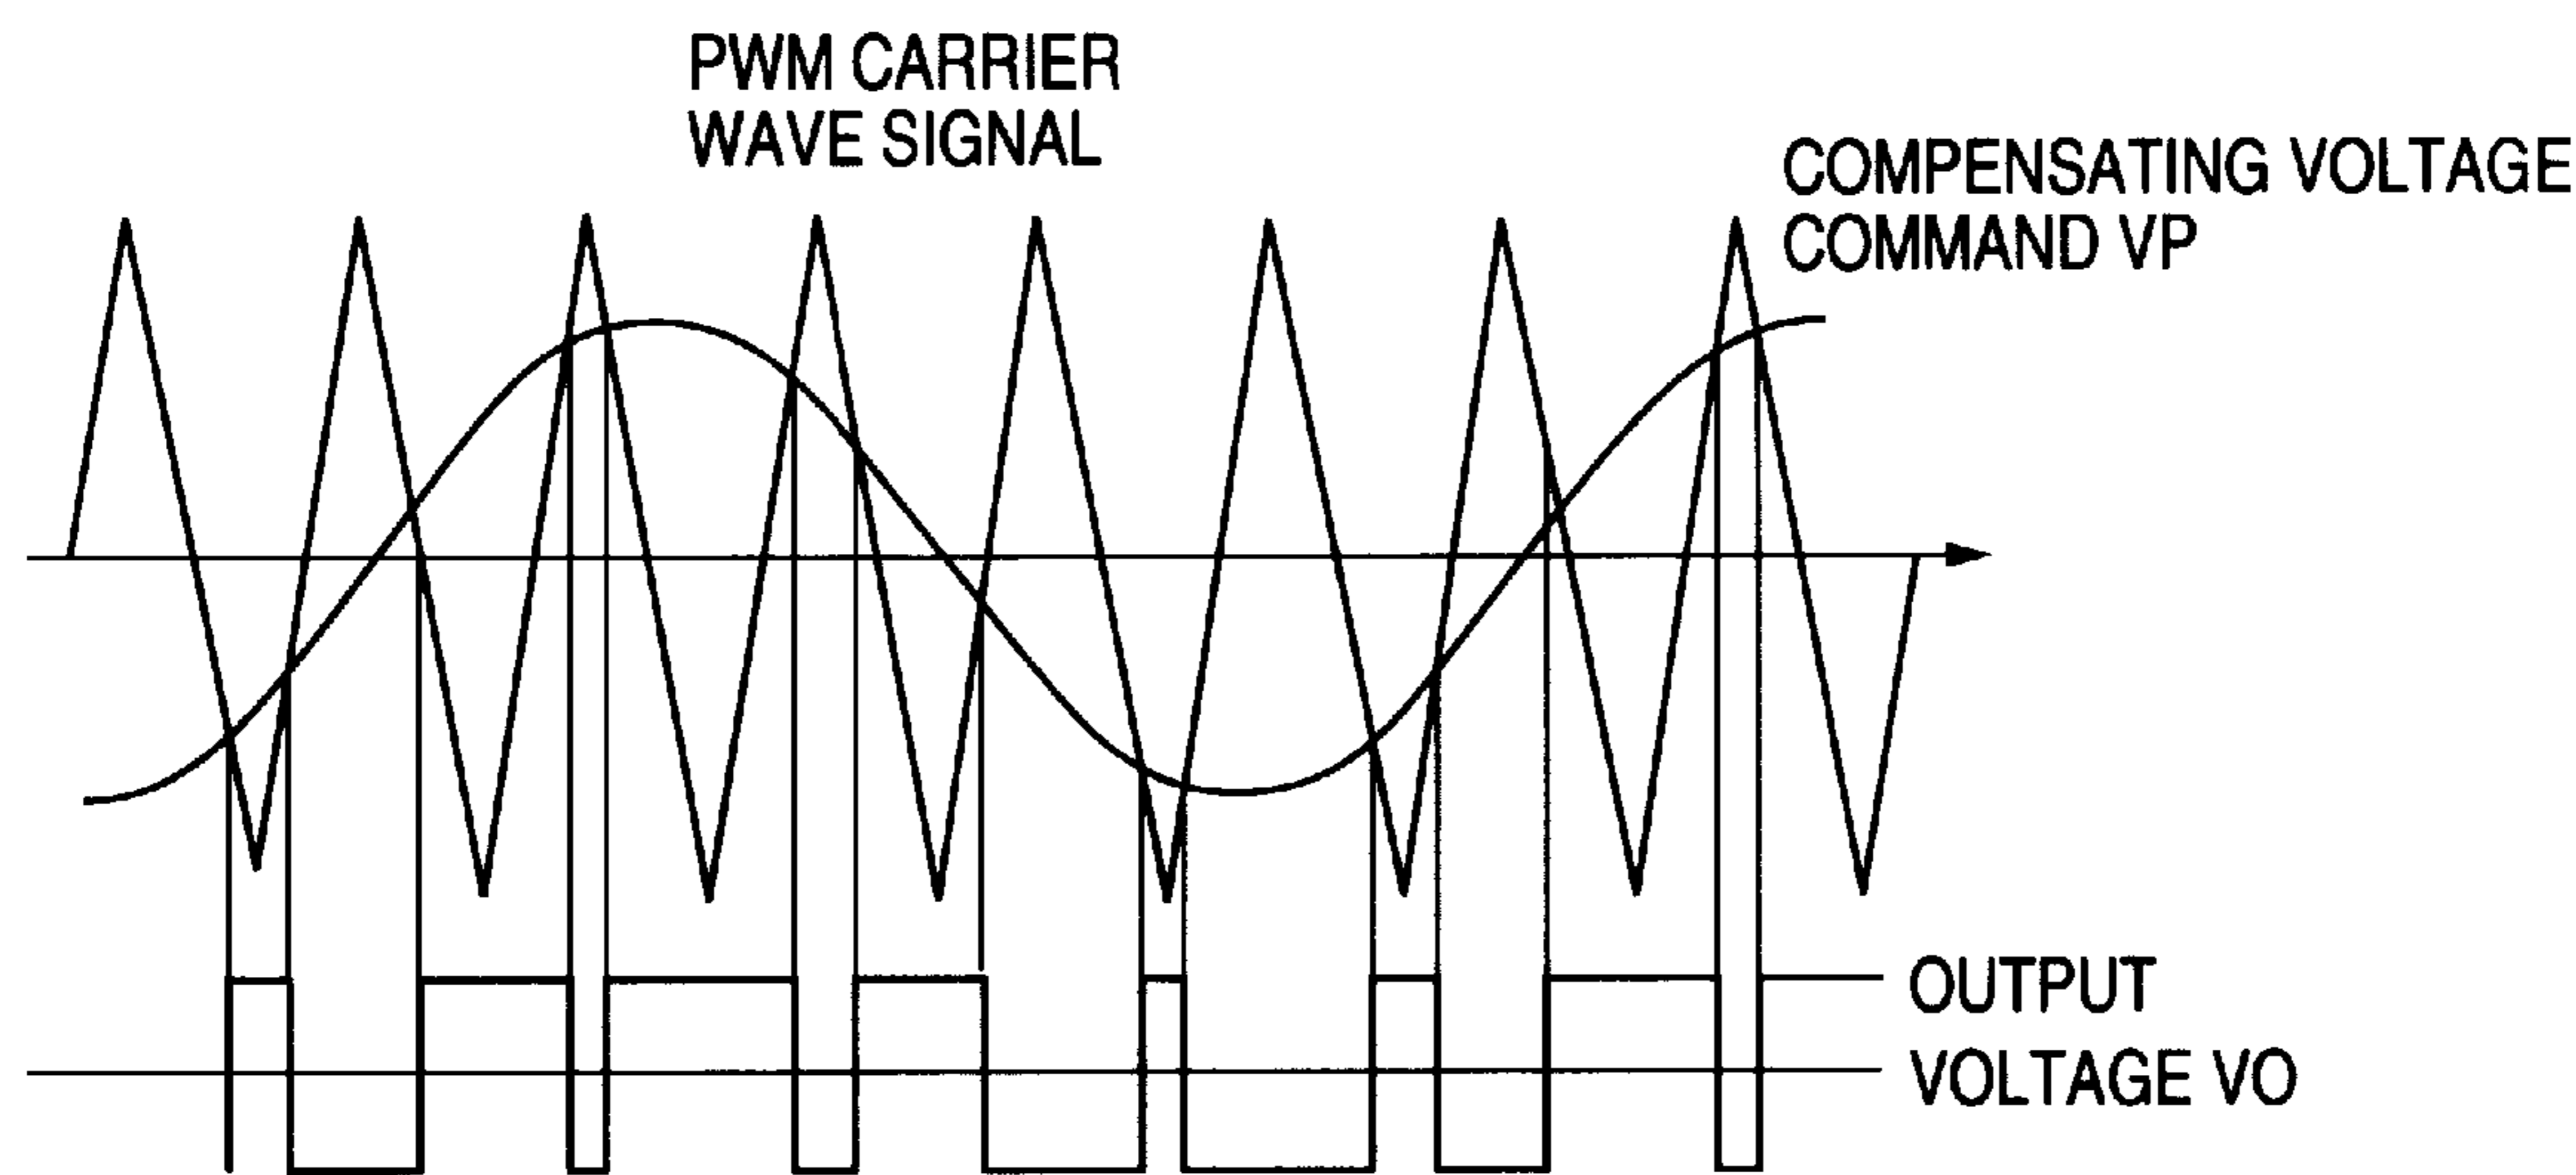 PWM CARRIER
WAVE SIGNAL
COMPENSATING VOLTAGE
COMMAND VP
OUTPUT
VOLTAGE VO